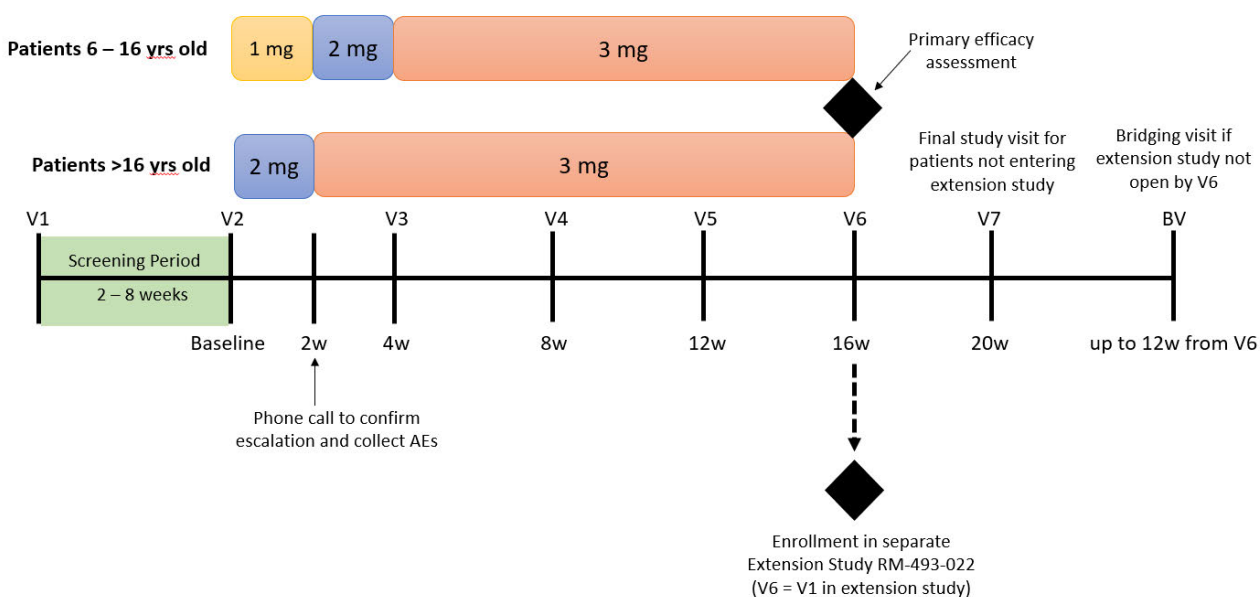 Patients 6 – 16 yrs old
1 mg
2 mg
3 mg
Primary efficacy
assessment
Patients >16 yrs old
2 mg
3 mg
Final study visit for
patients not entering
extension study
Bridging visit if
extension study not
open by V6
V1
V2
V3
V4
V5
V6
V7
BV
Screening Period
2 – 8 weeks
Baseline
2w
4w
8w
12w
16w
20w
up to 12w from V6
Phone call to confirm
escalation and collect AEs
Enrollment in separate
Extension Study RM-493-022
(V6 = V1 in extension study)